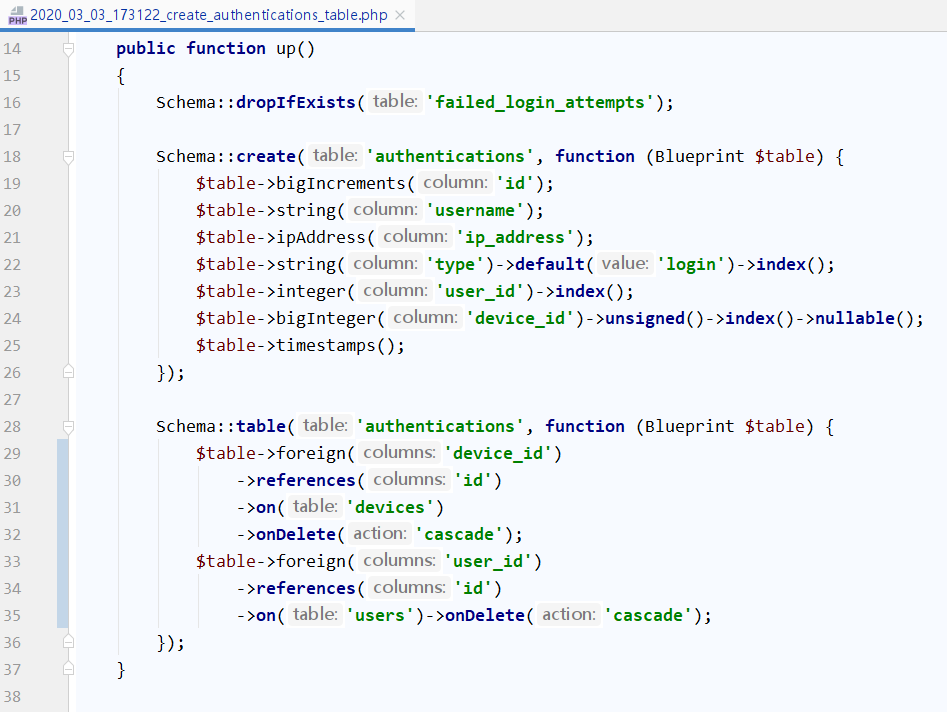 PHP 2020_03_03_173122_create_authentications_table.php ×
14 public function up()
15 {
16 Schema::dropIfExists( table: 'failed_login_attempts');
17
18 Schema::create( table: 'authentications', function (Blueprint $table) {
19 $table->bigIncrements( column: 'id');
20 $table->string( column: 'username');
21 $table->ipAddress( column: 'ip_address');
22 $table->string( column: 'type')->default( value: 'login')->index();
23 $table->integer( column: 'user_id')->index();
24 $table->bigInteger( column: 'device_id')->unsigned()->index()->nullable();
25 $table->timestamps();
26 });
27
28 Schema::table( table: 'authentications', function (Blueprint $table) {
29 $table->foreign( columns: 'device_id')
30 ->references( columns: 'id')
31 ->on( table: 'devices')
32 ->onDelete( action: 'cascade');
33 $table->foreign( columns: 'user_id')
34 ->references( columns: 'id')
35 ->on( table: 'users')->onDelete( action: 'cascade');
36 });
37 }
38